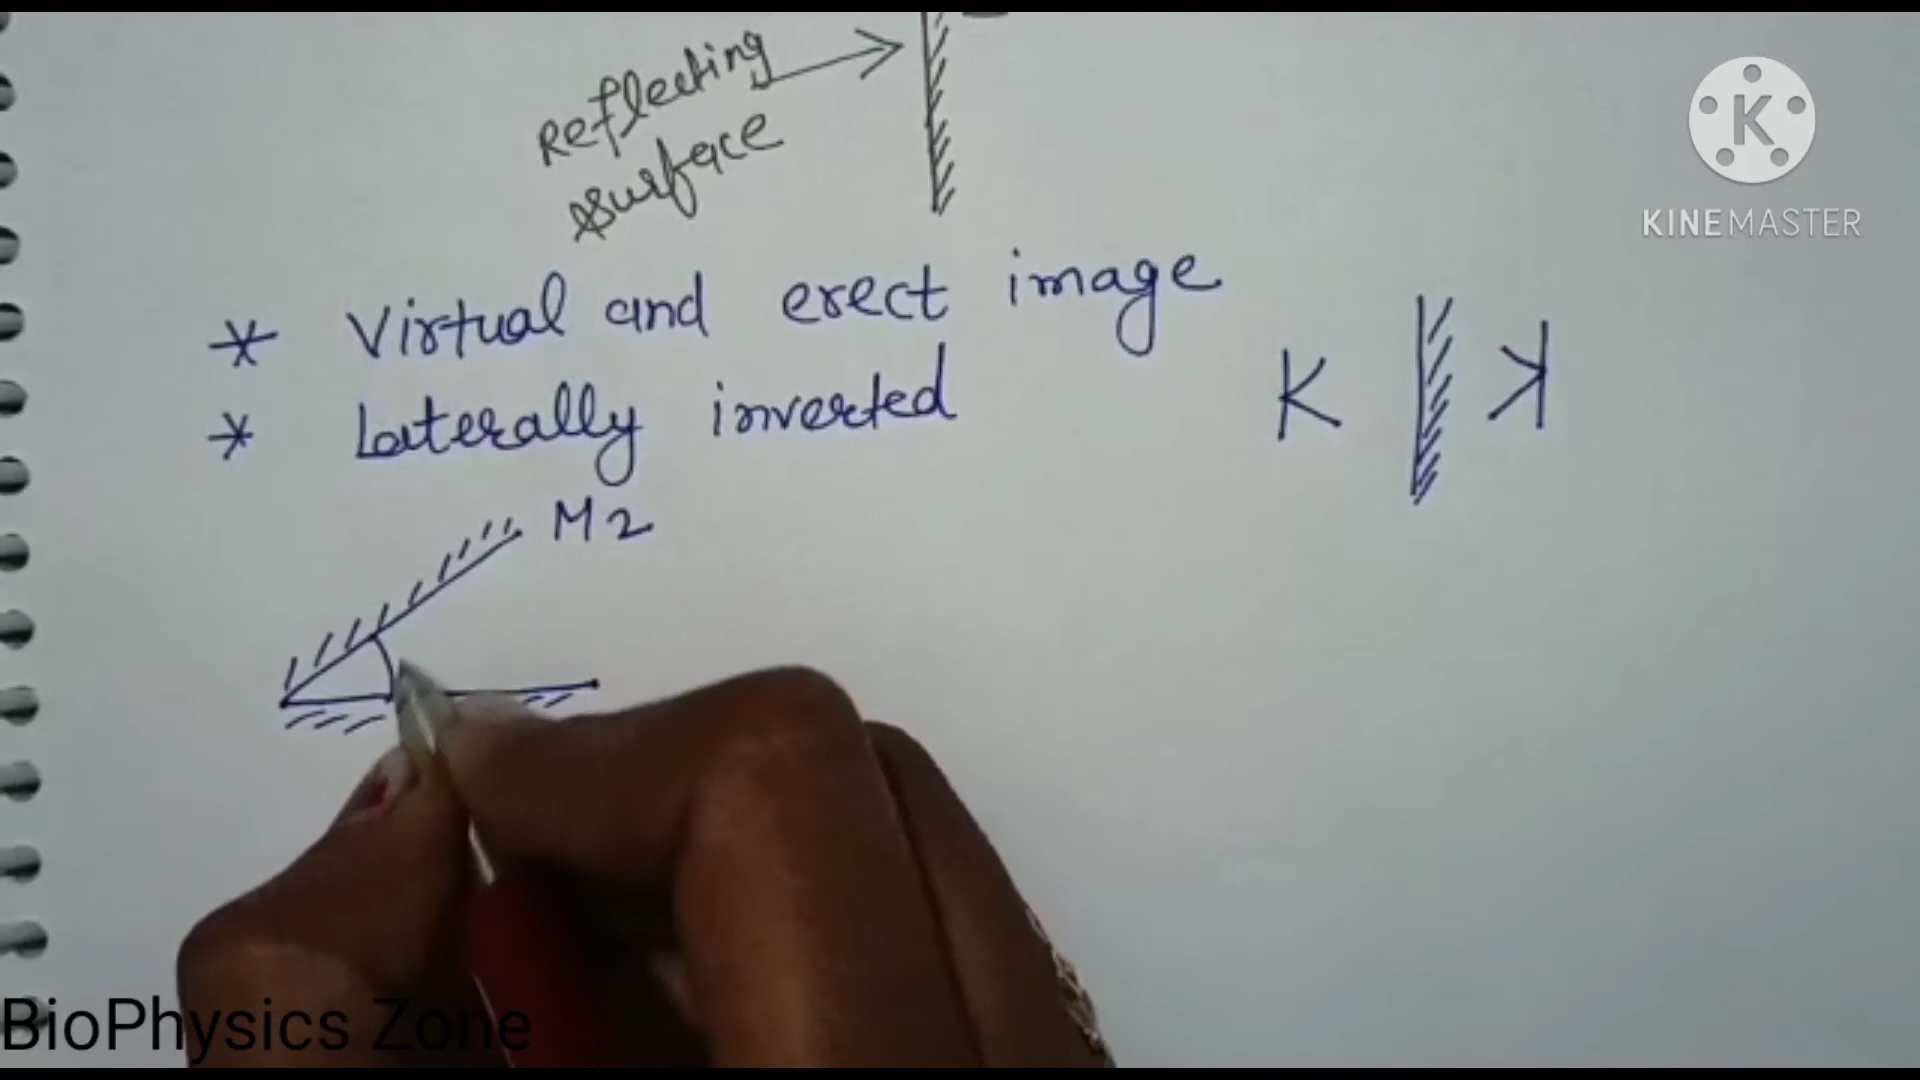 Reflecting
surface
K
KINEMASTER
* Virtual and erect image
* Laterally inverted
K K
M2
BioPhysics Zone